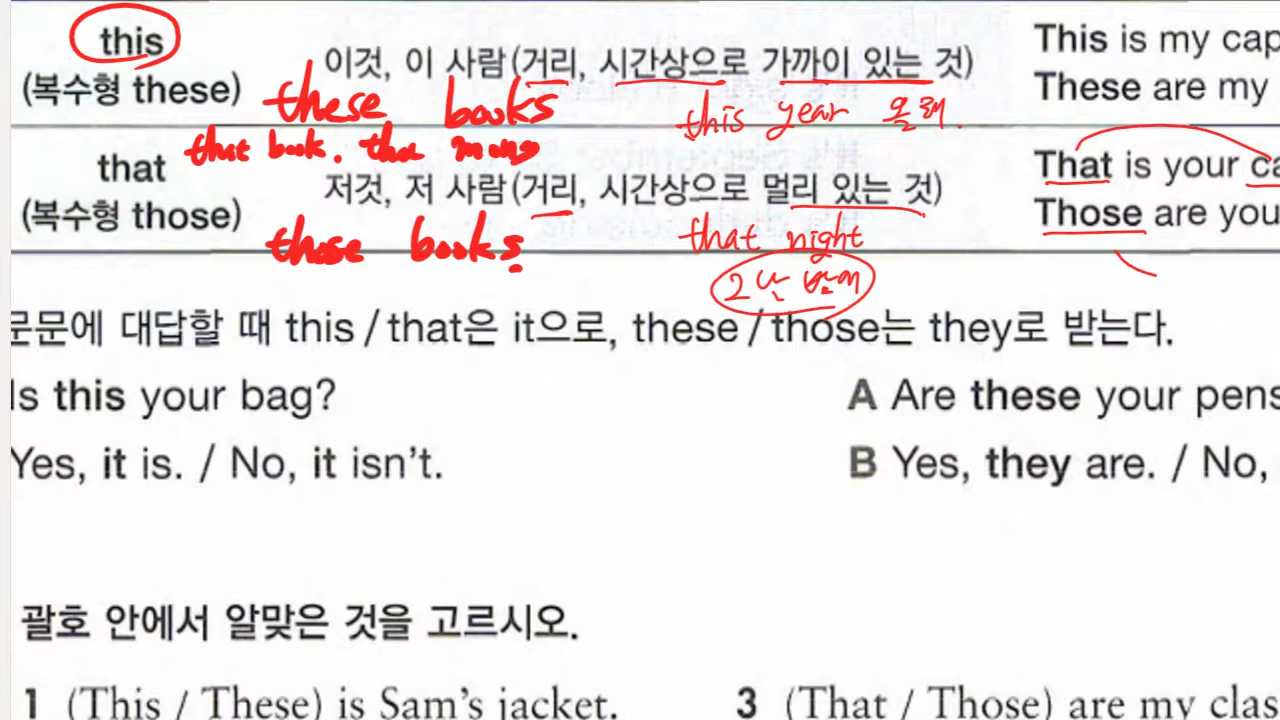 this
(복수형 these)
이것, 이 사람(거리, 시간상으로 가까이 있는 것)
This is my cap
These are my
these books
this year 올해.
that book. that
that
(복수형 those)
저것, 저 사람(거리, 시간상으로 멀리 있는 것)
That is your ca
Those are you
those books.
that night
그날 밤에
문문에 대답할 때 this / that은 it으로, these / those는 they로 받는다.
Is this your bag?
A Are these your pens
Yes, it is. / No, it isn't.
B Yes, they are. / No,
괄호 안에서 알맞은 것을 고르시오.
1 (This / These) is Sam's jacket.
3 (That / Those) are my clas